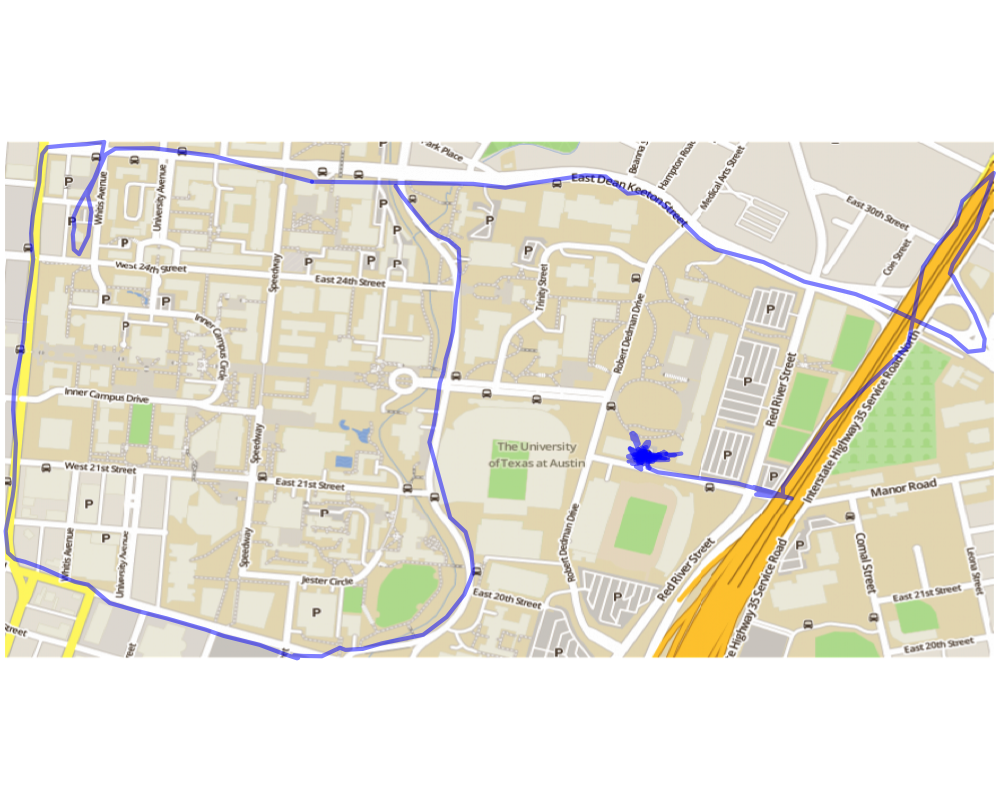 Park Place
Beanna S
Hampton Road
Medical Arts Street
P
Whitis Avenue
University Avenue
East Dean Keeton Street
East 30th Street
P
P
P
P
P
Coin Street
P
P
P
West 24th Street
Speedway
East 24th Street
Trinity Street
P
P
P
P
Inner Campus Circle
Robert Dedman Drive
Interstate Highway 35 Service Road North
P
Red River Street
Inner Campus Drive
Speedway
The University
of Texas at Austin
P
West 21st Street
P
East 21st Street
Manor Road
P
P
Robert Dedman Drive
P
Whitis Avenue
University Avenue
Speedway
Red River Street
P
Comal Street
Leona Street
Jester Circle
East 20th Street
P
East 21st Street
P
Highway 35 Service Road
Street
East 20th Street
P